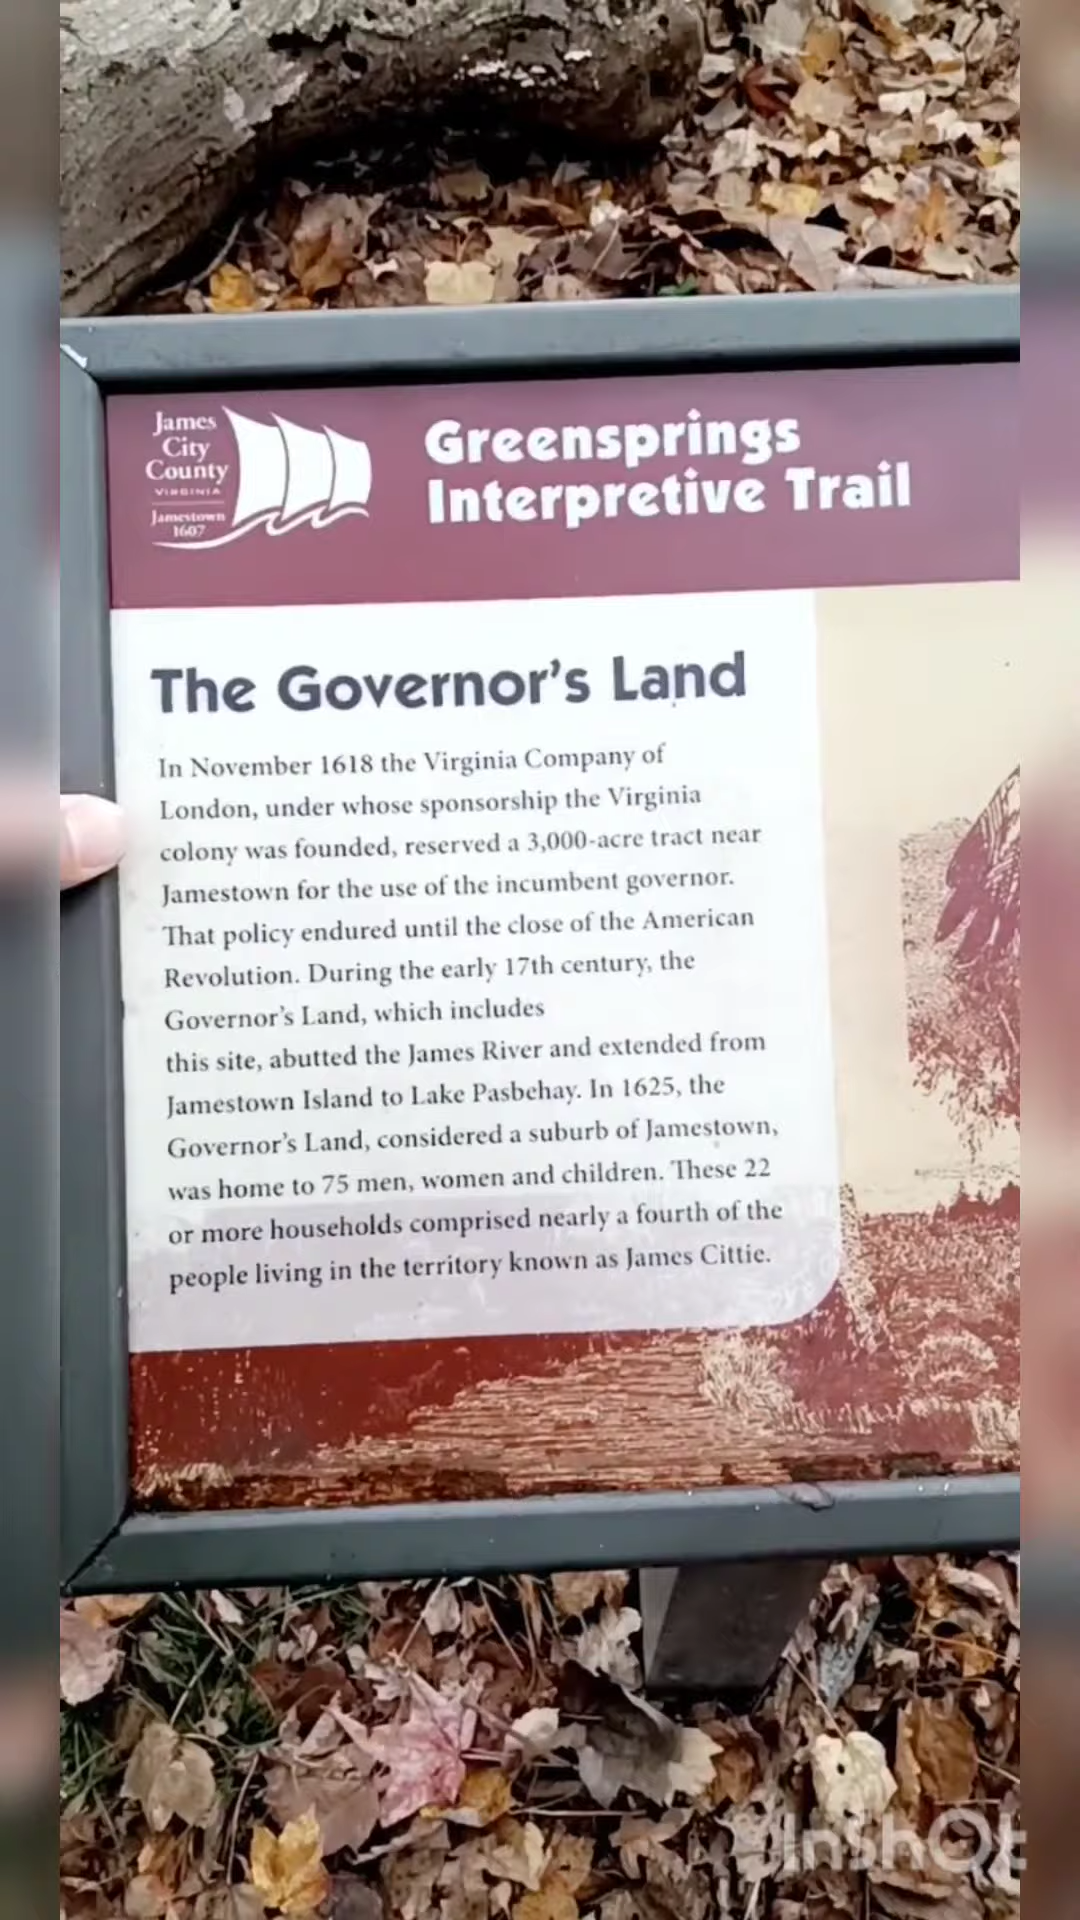 James
City
County
VIRGINIA
Jamestown
1607
Greensprings
Interpretive Trail
The Governor's Land
In November 1618 the Virginia Company of
London, under whose sponsorship the Virginia
colony was founded, reserved a 3,000-acre tract near
Jamestown for the use of the incumbent governor.
That policy endured until the close of the American
Revolution. During the early 17th century, the
Governor's Land, which includes
this site, abutted the James River and extended from
Jamestown Island to Lake Pasbehay. In 1625, the
Governor's Land, considered a suburb of Jamestown,
was home to 75 men, women and children. These 22
or more households comprised nearly a fourth of the
people living in the territory known as James Cittie.
InShOt